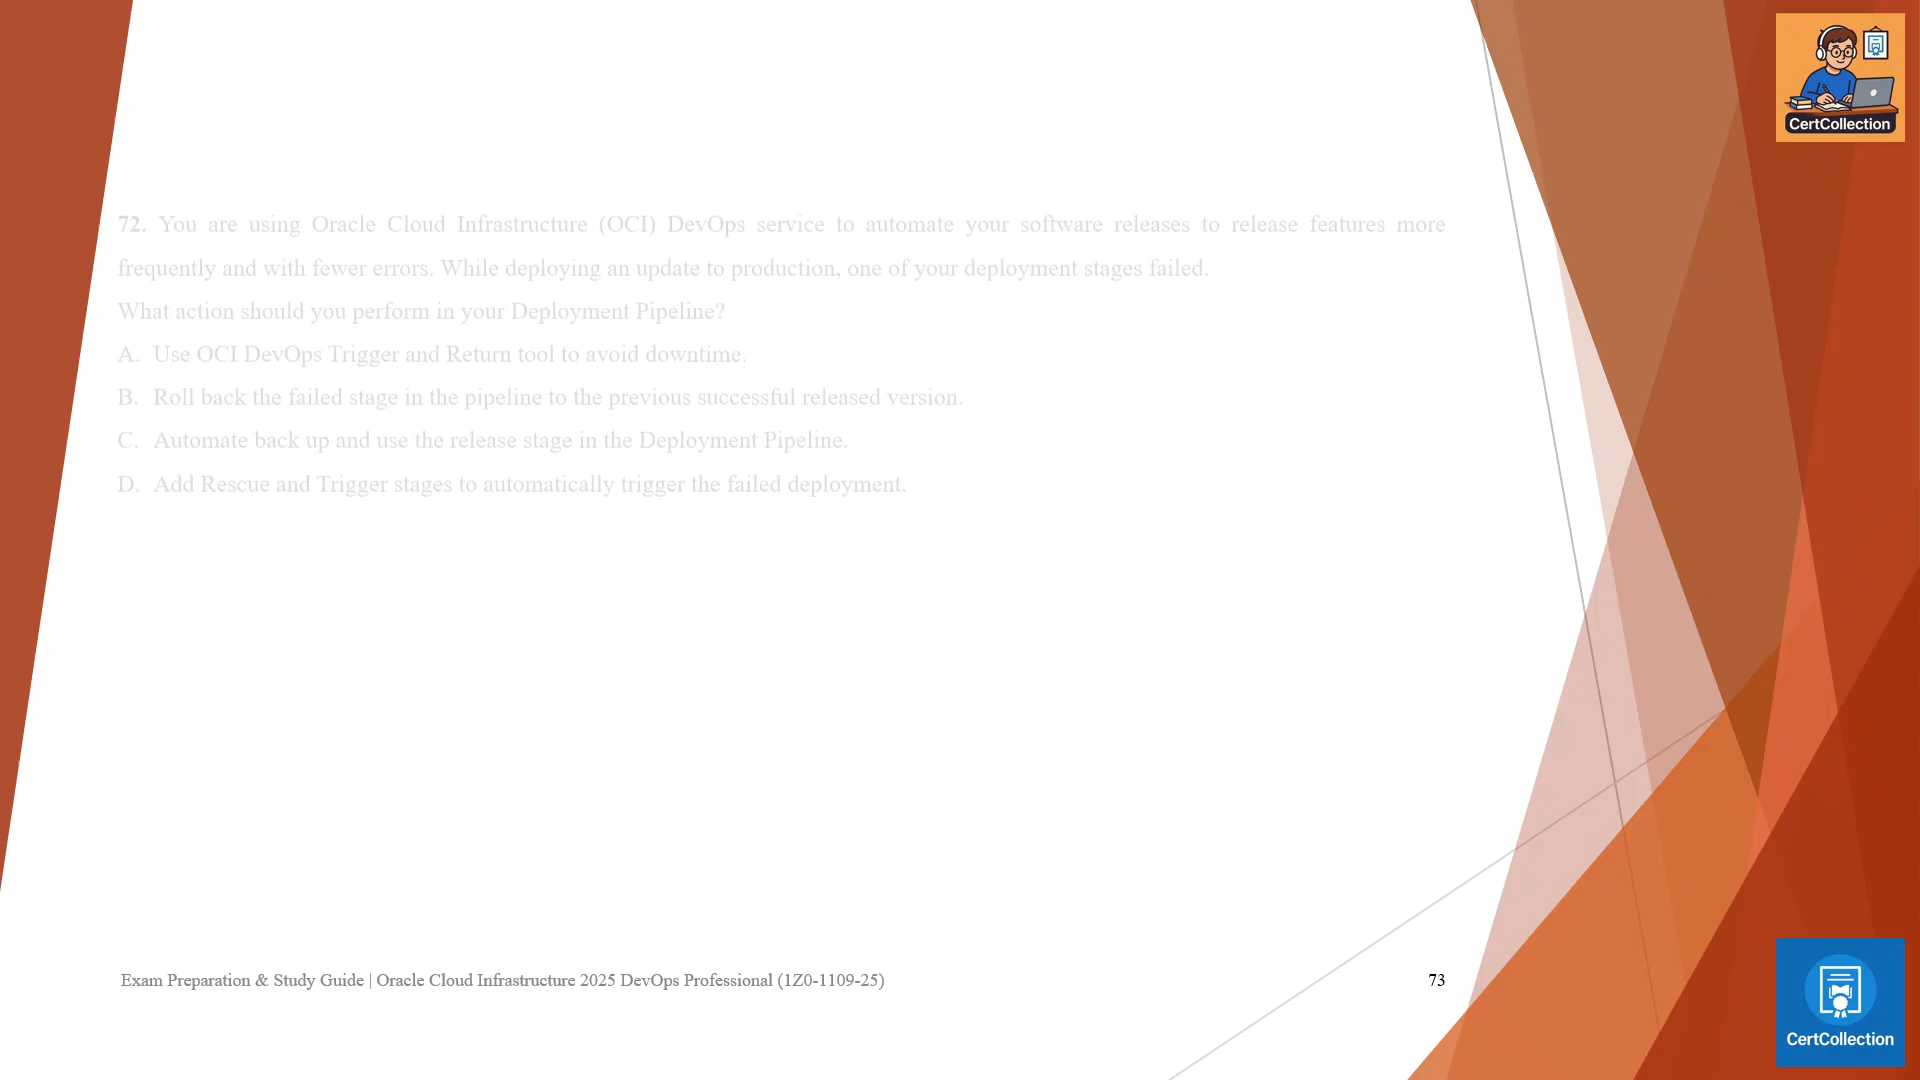 CertCollection
72. You are using Oracle Cloud Infrastructure (OCI) DevOps service to automate your software releases to release features more
frequently and with fewer errors. While deploying an update to production, one of your deployment stages failed.
What action should you perform in your Deployment Pipeline?
A. Use OCI DevOps Trigger and Return tool to avoid downtime.
B. Roll back the failed stage in the pipeline to the previous successful released version.
C. Automate back up and use the release stage in the Deployment Pipeline.
D. Add Rescue and Trigger stages to automatically trigger the failed deployment.
Exam Preparation & Study Guide | Oracle Cloud Infrastructure 2025 DevOps Professional (1Z0-1109-25)
73
CertCollection